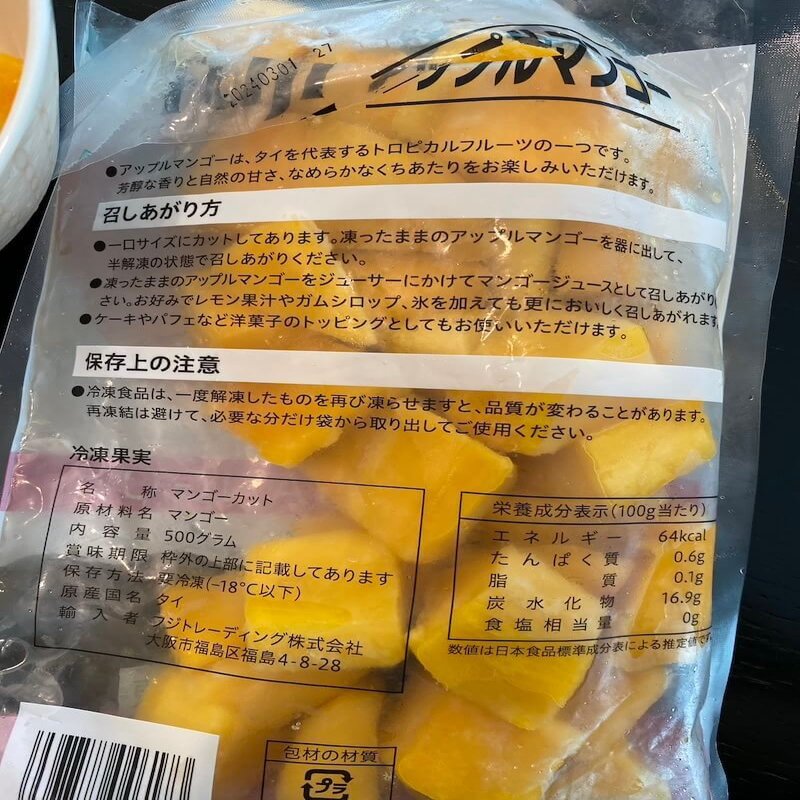 20240301 27
アップルマンゴー
●アップルマンゴーは、タイを代表するトロピカルフルーツの一つです。
芳醇な香りと自然の甘さ、なめらかなくちあたりをお楽しみいただけます。
召しあがり方
●一口サイズにカットしてあります。凍ったままのアップルマンゴーを器に出して、
半解凍の状態で召しあがりください。
●凍ったままのアップルマンゴーをジューサーにかけてマンゴージュースとして召しあがりく
さい。お好みでレモン果汁やガムシロップ、氷を加えても更においしく召しあがれます
●ケーキやパフェなど洋菓子のトッピングとしてもお使いいただけます。
保存上の注意
●冷凍食品は、一度解凍したものを再び凍らせますと、品質が変わることがあります。
再凍結は避けて、必要な分だけ袋から取り出してご使用ください。
冷凍果実
名称 マンゴーカット
原材料名 マンゴー
内容量 500グラム
賞味期限 枠外の上部に記載してあります
保存方法 要冷凍(−18℃以下)
原産国名 タイ
輸入者 フジトレーディング株式会社
大阪市福島区福島4-8-28
栄養成分表示(100g当たり)
エネルギー 64kcal
たんぱく質 0.6g
脂質 0.1g
炭水化物 16.9g
食塩相当量 0g
数値は日本食品標準成分表による推定値です
包材の材質
プラ